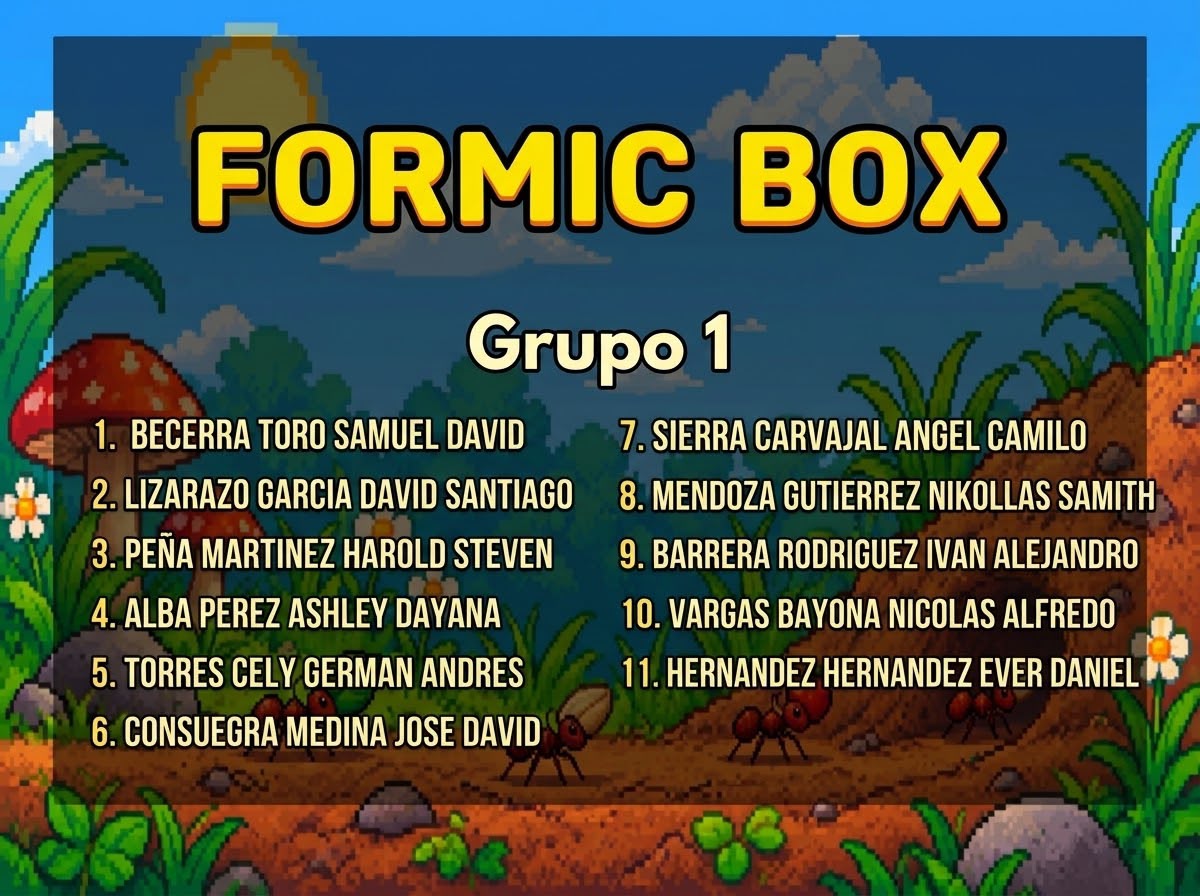 FORMIC BOX
Grupo 1
1. BECERRA TORO SAMUEL DAVID
2. LIZARAZO GARCIA DAVID SANTIAGO
3. PEÑA MARTINEZ HAROLD STEVEN
4. ALBA PEREZ ASHLEY DAYANA
5. TORRES CELY GERMAN ANDRES
6. CONSUEGRA MEDINA JOSE DAVID
7. SIERRA CARVAJAL ANGEL CAMILO
8. MENDOZA GUTIERREZ NIKOLLAS SAMITH
9. BARRERA RODRIGUEZ IVAN ALEJANDRO
10. VARGAS BAYONA NICOLAS ALFREDO
11. HERNANDEZ HERNANDEZ EVER DANIEL